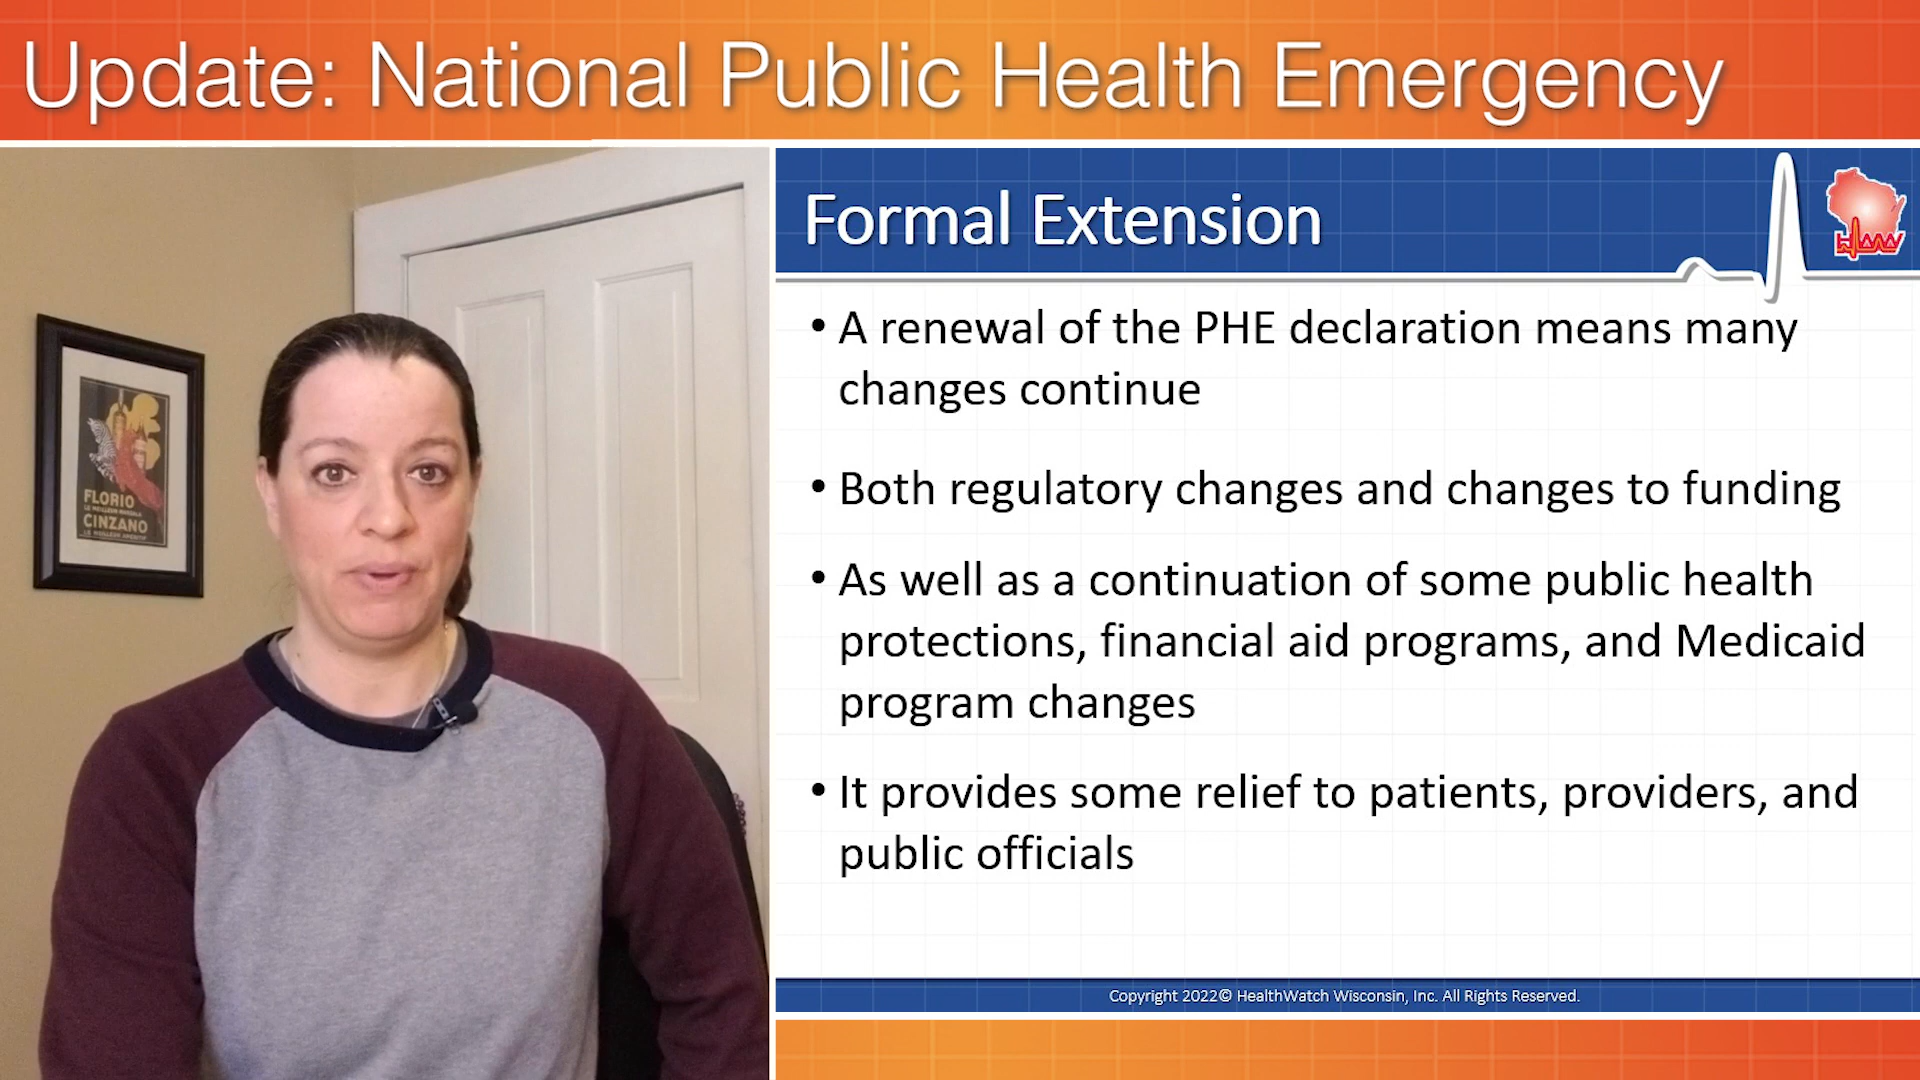 Update: National Public Health Emergency
FLORIO
CINZANO
Formal Extension
• A renewal of the PHE declaration means many
changes continue
• Both regulatory changes and changes to funding
• As well as a continuation of some public health
protections, financial aid programs, and Medicaid
program changes
• It provides some relief to patients, providers, and
public officials
Copyright 2022© HealthWatch Wisconsin, Inc. All Rights Reserved.